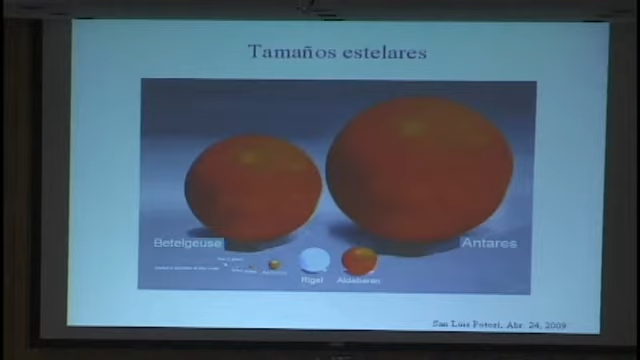 Tamaños estelares
Betelgeuse
Antares
Rigel
Aldebaran
San Luis Potosí, Abr. 24, 2009